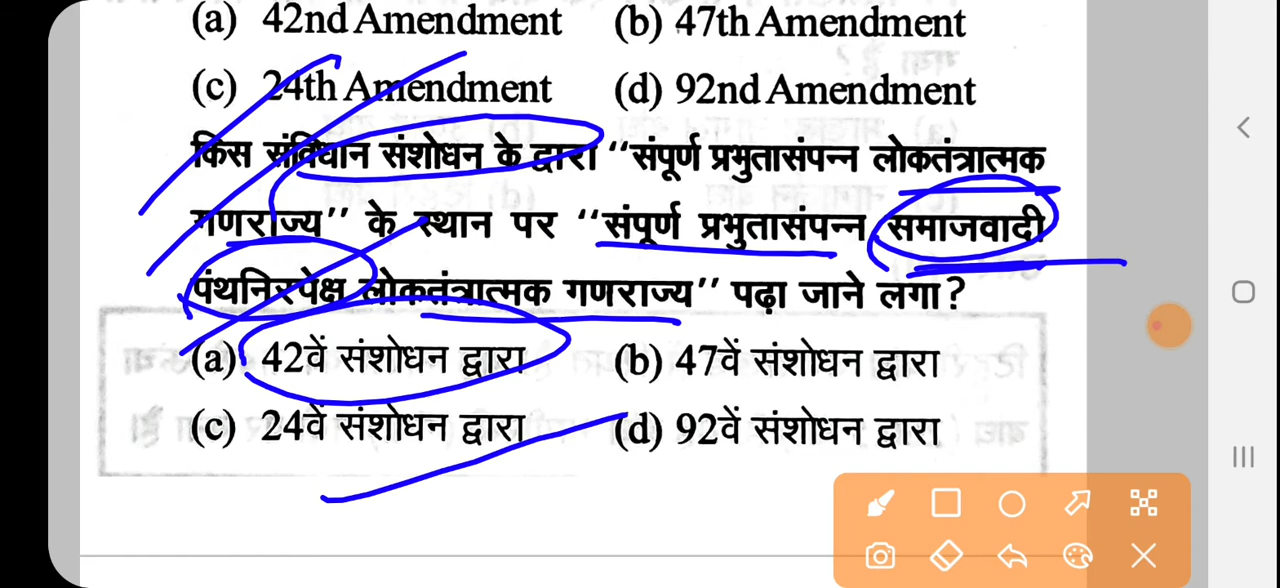 (a) 42nd Amendment (b) 47th Amendment
(c) 24th Amendment (d) 92nd Amendment
किस संविधान संशोधन के द्वारा “संपूर्ण प्रभुतासंपन्न लोकतंत्रात्मक
गणराज्य” के स्थान पर “संपूर्ण प्रभुतासंपन्न समाजवादी
पंथनिरपेक्ष लोकतंत्रात्मक गणराज्य” पढ़ा जाने लगा?
(a) 42वें संशोधन द्वारा (b) 47वें संशोधन द्वारा
(c) 24वें संशोधन द्वारा (d) 92वें संशोधन द्वारा